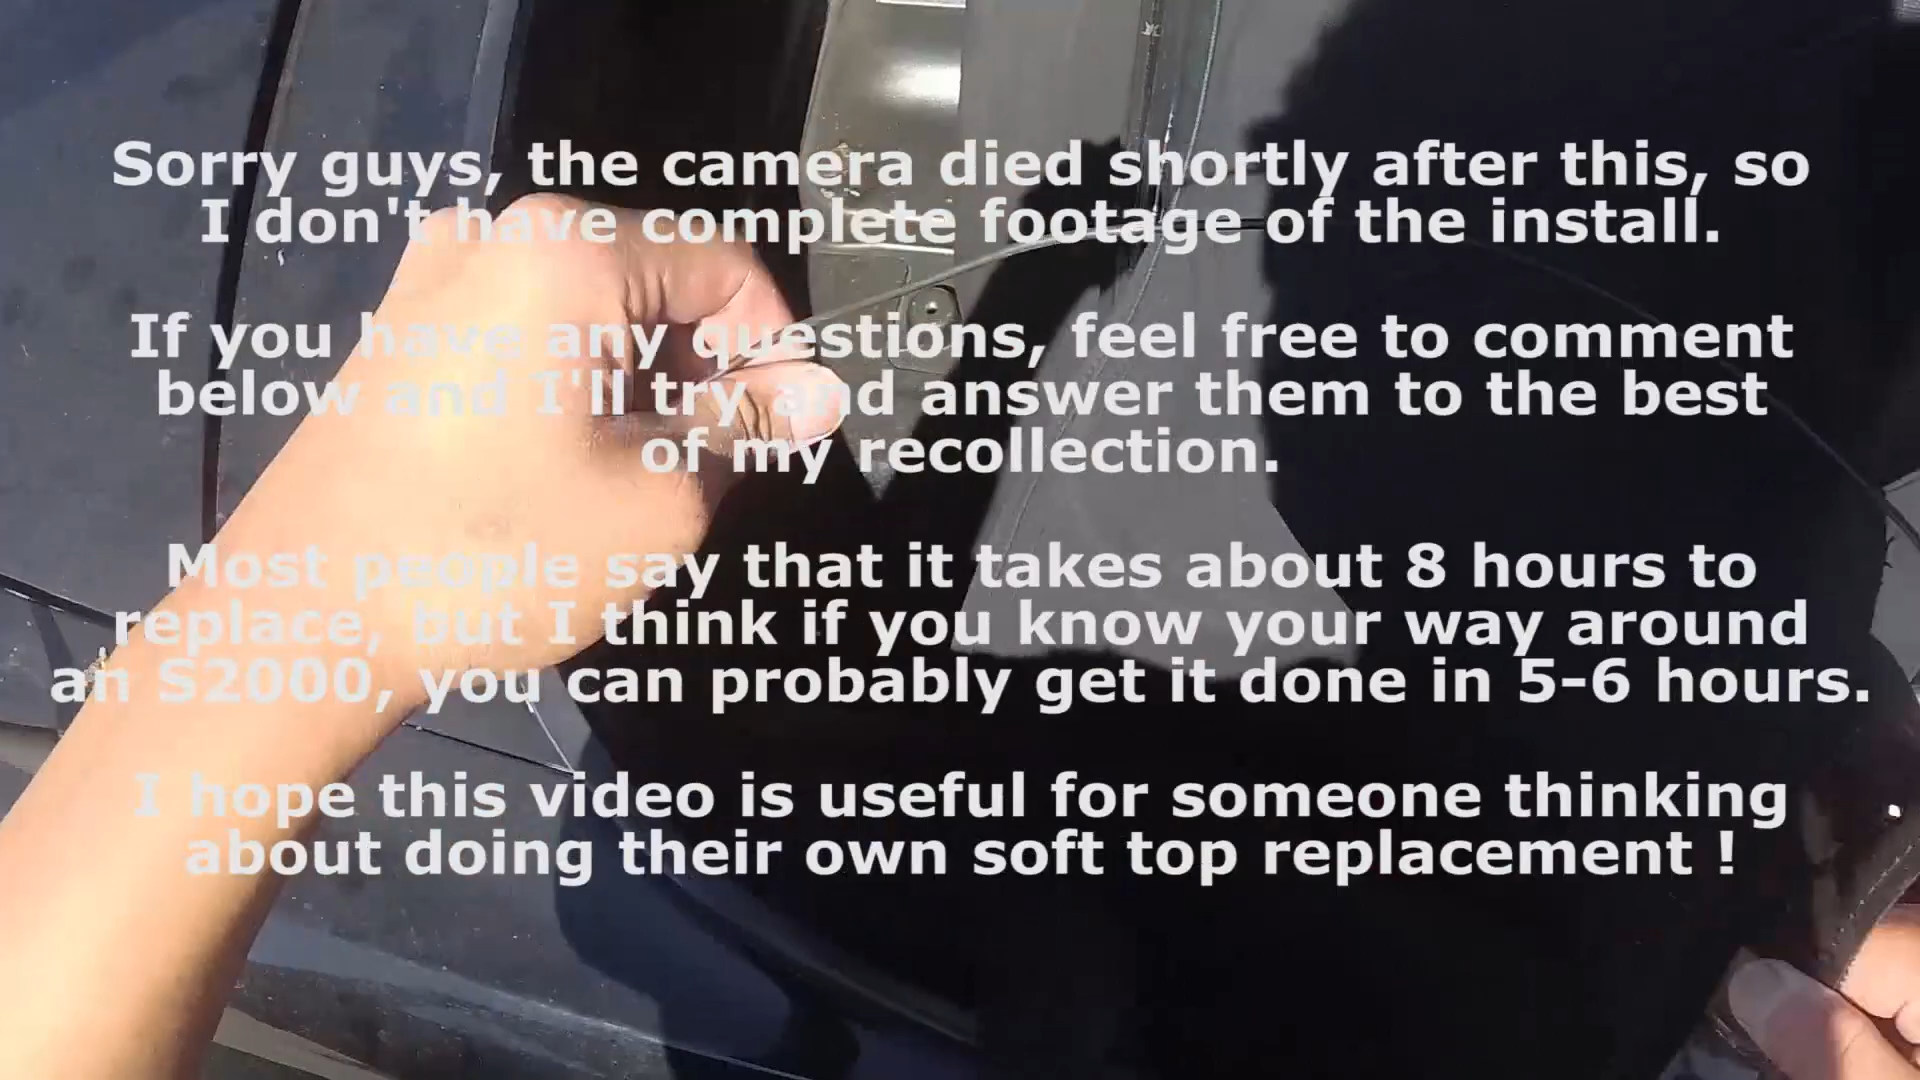 Sorry guys, the camera died shortly after this, so
I don't have complete footage of the install.
If you have any questions, feel free to comment
below and I'll try and answer them to the best
of my recollection.
Most people say that it takes about 8 hours to
replace, but I think if you know your way around
an S2000, you can probably get it done in 5-6 hours.
I hope this video is useful for someone thinking
about doing their own soft top replacement !